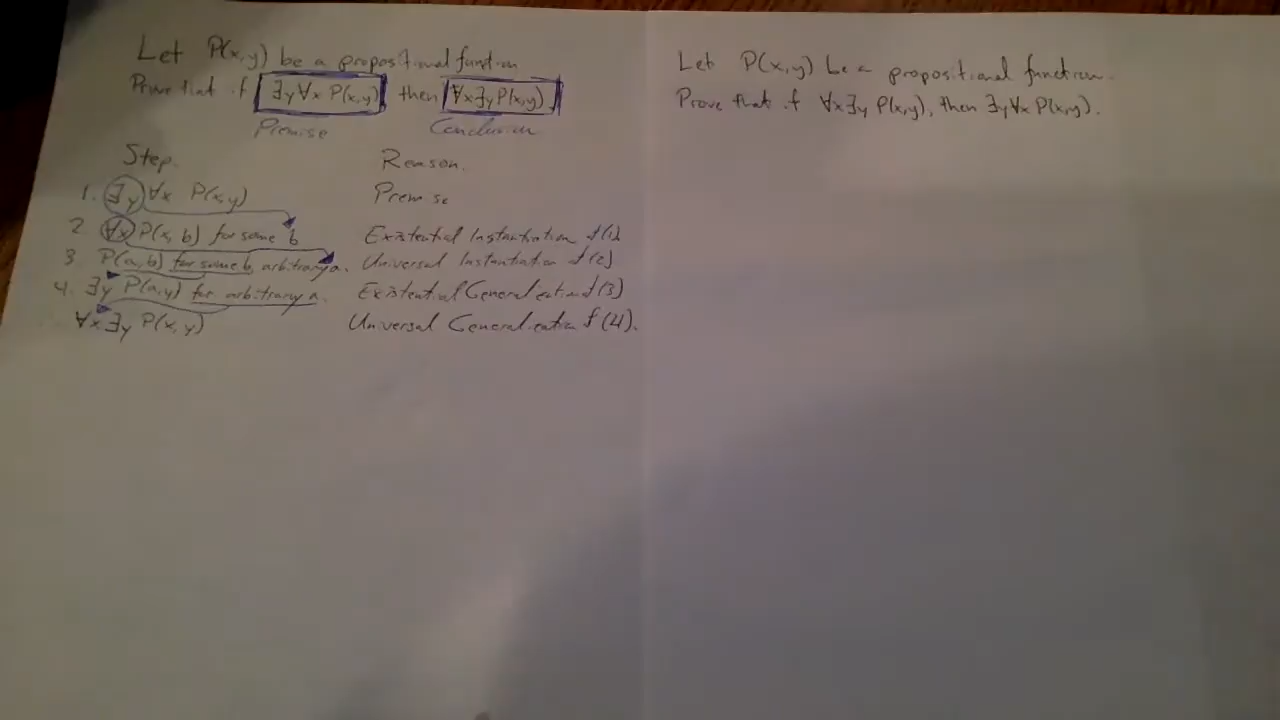 Let P(x,y) be a propositional function
Prove that if ∃y∀x P(x,y) then ∀x∃y P(x,y)
Premise Conclusion
Step. Reason.
1. ∃y ∀x P(x,y) Premise
2. ∀x P(x, b) for some b Existential Instantiation of (1)
3. P(a,b) for some b, arbitrary a. Universal Instantiation of (2)
4. ∃y P(a,y) for arbitrary a. Existential Generalization of (3)
∀x ∃y P(x,y) Universal Generalization of (4).
Let P(x,y) be a propositional function.
Prove that if ∀x∃y P(x,y), then ∃y∀x P(x,y).